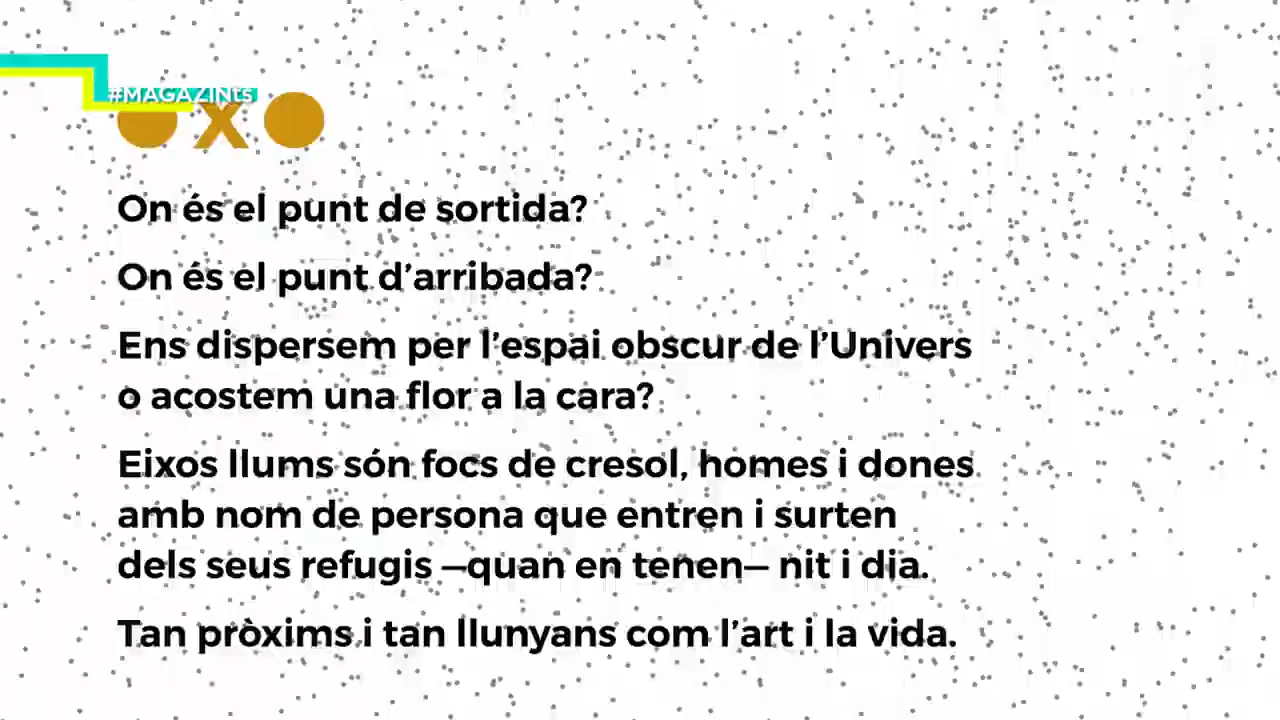 #MAGAZINts
oxo
On és el punt de sortida?
On és el punt d’arribada?
Ens dispersem per l’espai obscur de l’Univers
o acostem una flor a la cara?
Eixos llums són focs de cresol, homes i dones
amb nom de persona que entren i surten
dels seus refugis —quan en tenen— nit i dia.
Tan pròxims i tan llunyans com l’art i la vida.